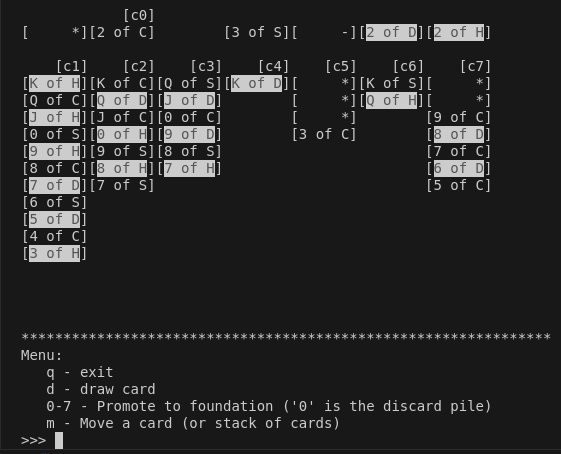 [c0]
[     *][2 of C]        [3 of S][     -][2 of D][2 of H]
    [c1]    [c2]    [c3]    [c4]    [c5]    [c6]    [c7]
[K of H][K of C][Q of S][K of D][     *][K of S][     *]
[Q of C][Q of D][J of D]        [     *][Q of H][     *]
[J of H][J of C][0 of C]        [     *]        [9 of C]
[0 of S][0 of H][9 of D]        [3 of C]        [8 of D]
[9 of H][9 of S][8 of S]                        [7 of C]
[8 of C][8 of H][7 of H]                        [6 of D]
[7 of D][7 of S]                                [5 of C]
[6 of S]
[5 of D]
[4 of C]
[3 of H]
***************************************************************
Menu:
   q - exit
   d - draw card
   0-7 - Promote to foundation ('0' is the discard pile)
   m - Move a card (or stack of cards)
>>>